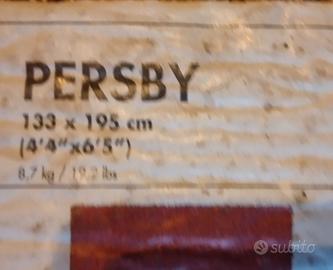 PERSBY
133 x 195 cm
(4'4"x6'5")
8,7 kg / 19.2 lbs
subito